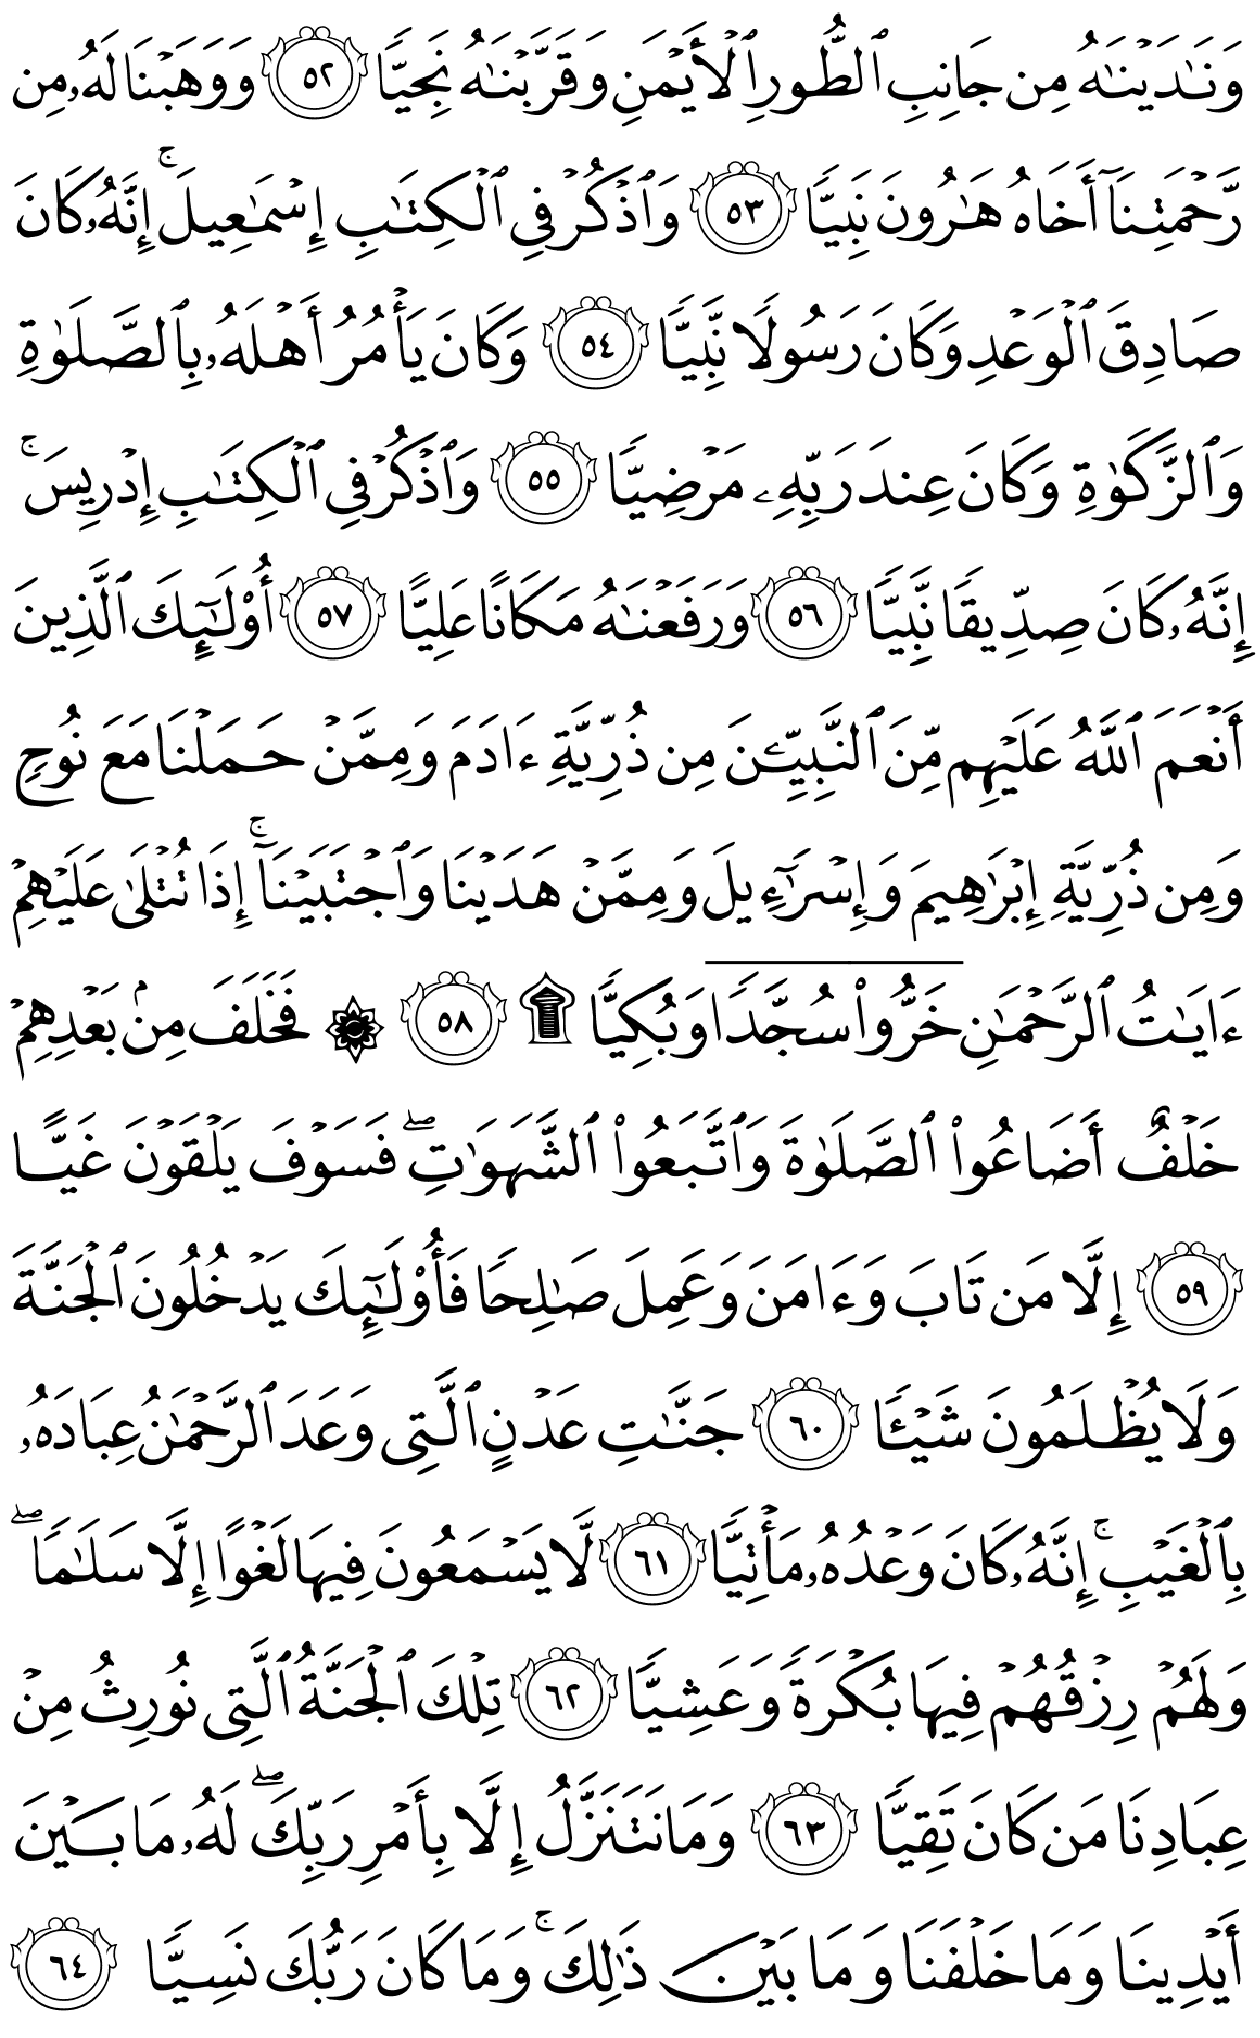 وَنَـٰدَيۡنَـٰهُ مِن جَانِبِ ٱلطُّورِ ٱلۡأَيۡمَنِ وَقَرَّبۡنَـٰهُ نَجِيࣰّا ٥٢ وَوَهَبۡنَا لَهُۥ مِن
رَّحۡمَتِنَاۤ أَخَاهُ هَـٰرُونَ نَبِيࣰّا ٥٣ وَٱذۡكُرۡ فِی ٱلۡكِتَـٰبِ إِسۡمَـٰعِيلَۚ إِنَّهُۥ كَانَ
صَادِقَ ٱلۡوَعۡدِ وَكَانَ رَسُولࣰا نَّبِيࣰّا ٥٤ وَكَانَ يَأۡمُرُ أَهۡلَهُۥ بِٱلصَّلَوٰةِ
وَٱلزَّكَوٰةِ وَكَانَ عِندَ رَبِّهِۦ مَرۡضِيࣰّا ٥٥ وَٱذۡكُرۡ فِی ٱلۡكِتَـٰبِ إِدۡرِيسَۚ
إِنَّهُۥ كَانَ صِدِّيقࣰا نَّبِيࣰّا ٥٦ وَرَفَعۡنَـٰهُ مَكَانًا عَلِيًّا ٥٧ أُو۟لَـٰۤئِكَ ٱلَّذِينَ
أَنۡعَمَ ٱللَّهُ عَلَيۡهِم مِّنَ ٱلنَّبِيِّـۧنَ مِن ذُرِّيَّةِ ءَادَمَ وَمِمَّنۡ حَمَلۡنَا مَعَ نُوحࣲ
وَمِن ذُرِّيَّةِ إِبۡرَٰهِيمَ وَإِسۡرَٰۤءِيلَ وَمِمَّنۡ هَدَيۡنَا وَٱجۡتَبَيۡنَاۤۚ إِذَا تُتۡلَىٰ عَلَيۡهِمۡ
ءَايَـٰتُ ٱلرَّحۡمَـٰنِ خَرُّوا۟ سُجَّدࣰا وَبُكِيࣰّا ۩ ٥٨ ۞ فَخَلَفَ مِنۢ بَعۡدِهِمۡ
خَلۡفٌ أَضَاعُوا۟ ٱلصَّلَوٰةَ وَٱتَّبَعُوا۟ ٱلشَّهَوَٰتِۖ فَسَوۡفَ يَلۡقَوۡنَ غَيًّا
٥٩ إِلَّا مَن تَابَ وَءَامَنَ وَعَمِلَ صَـٰلِحࣰا فَأُو۟لَـٰۤئِكَ يَدۡخُلُونَ ٱلۡجَنَّةَ
وَلَا يُظۡلَمُونَ شَيۡـࣰٔا ٦٠ جَنَّـٰتِ عَدۡنٍ ٱلَّتِی وَعَدَ ٱلرَّحۡمَـٰنُ عِبَادَهُۥ
بِٱلۡغَيۡبِۚ إِنَّهُۥ كَانَ وَعۡدُهُۥ مَأۡتِيࣰّا ٦١ لَّا يَسۡمَعُونَ فِيهَا لَغۡوًا إِلَّا سَلَـٰمࣰاۖ
وَلَهُمۡ رِزۡقُهُمۡ فِيهَا بُكۡرَةࣰ وَعَشِيࣰّا ٦٢ تِلۡكَ ٱلۡجَنَّةُ ٱلَّتِی نُورِثُ مِنۡ
عِبَادِنَا مَن كَانَ تَقِيࣰّا ٦٣ وَمَا نَتَنَزَّلُ إِلَّا بِأَمۡرِ رَبِّكَۖ لَهُۥ مَا بَيۡنَ
أَيۡدِينَا وَمَا خَلۡفَنَا وَمَا بَيۡنَ ذَٰلِكَۚ وَمَا كَانَ رَبُّكَ نَسِيࣰّا ٦٤